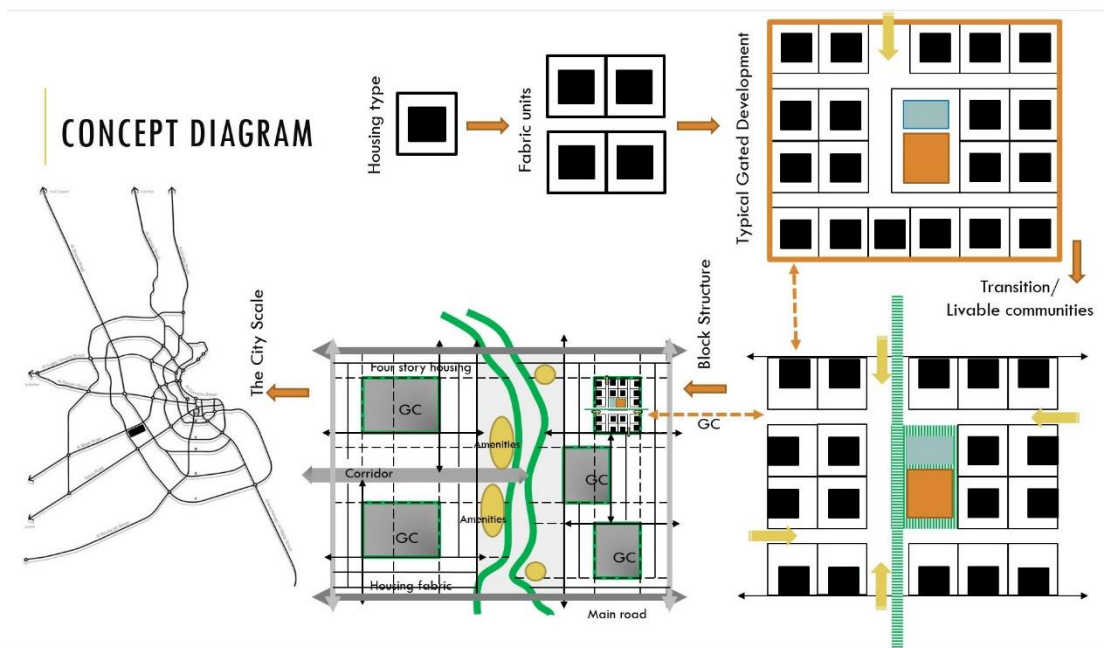 CONCEPT DIAGRAM
Housing type
Fabric units
Typical Gated Development
Transition/
Livable communities
The City Scale
Block Structure
Four story housing
GC
GC
Amenities
Corridor
GC
Amenities
GC
GC
Housing fabric
Main road